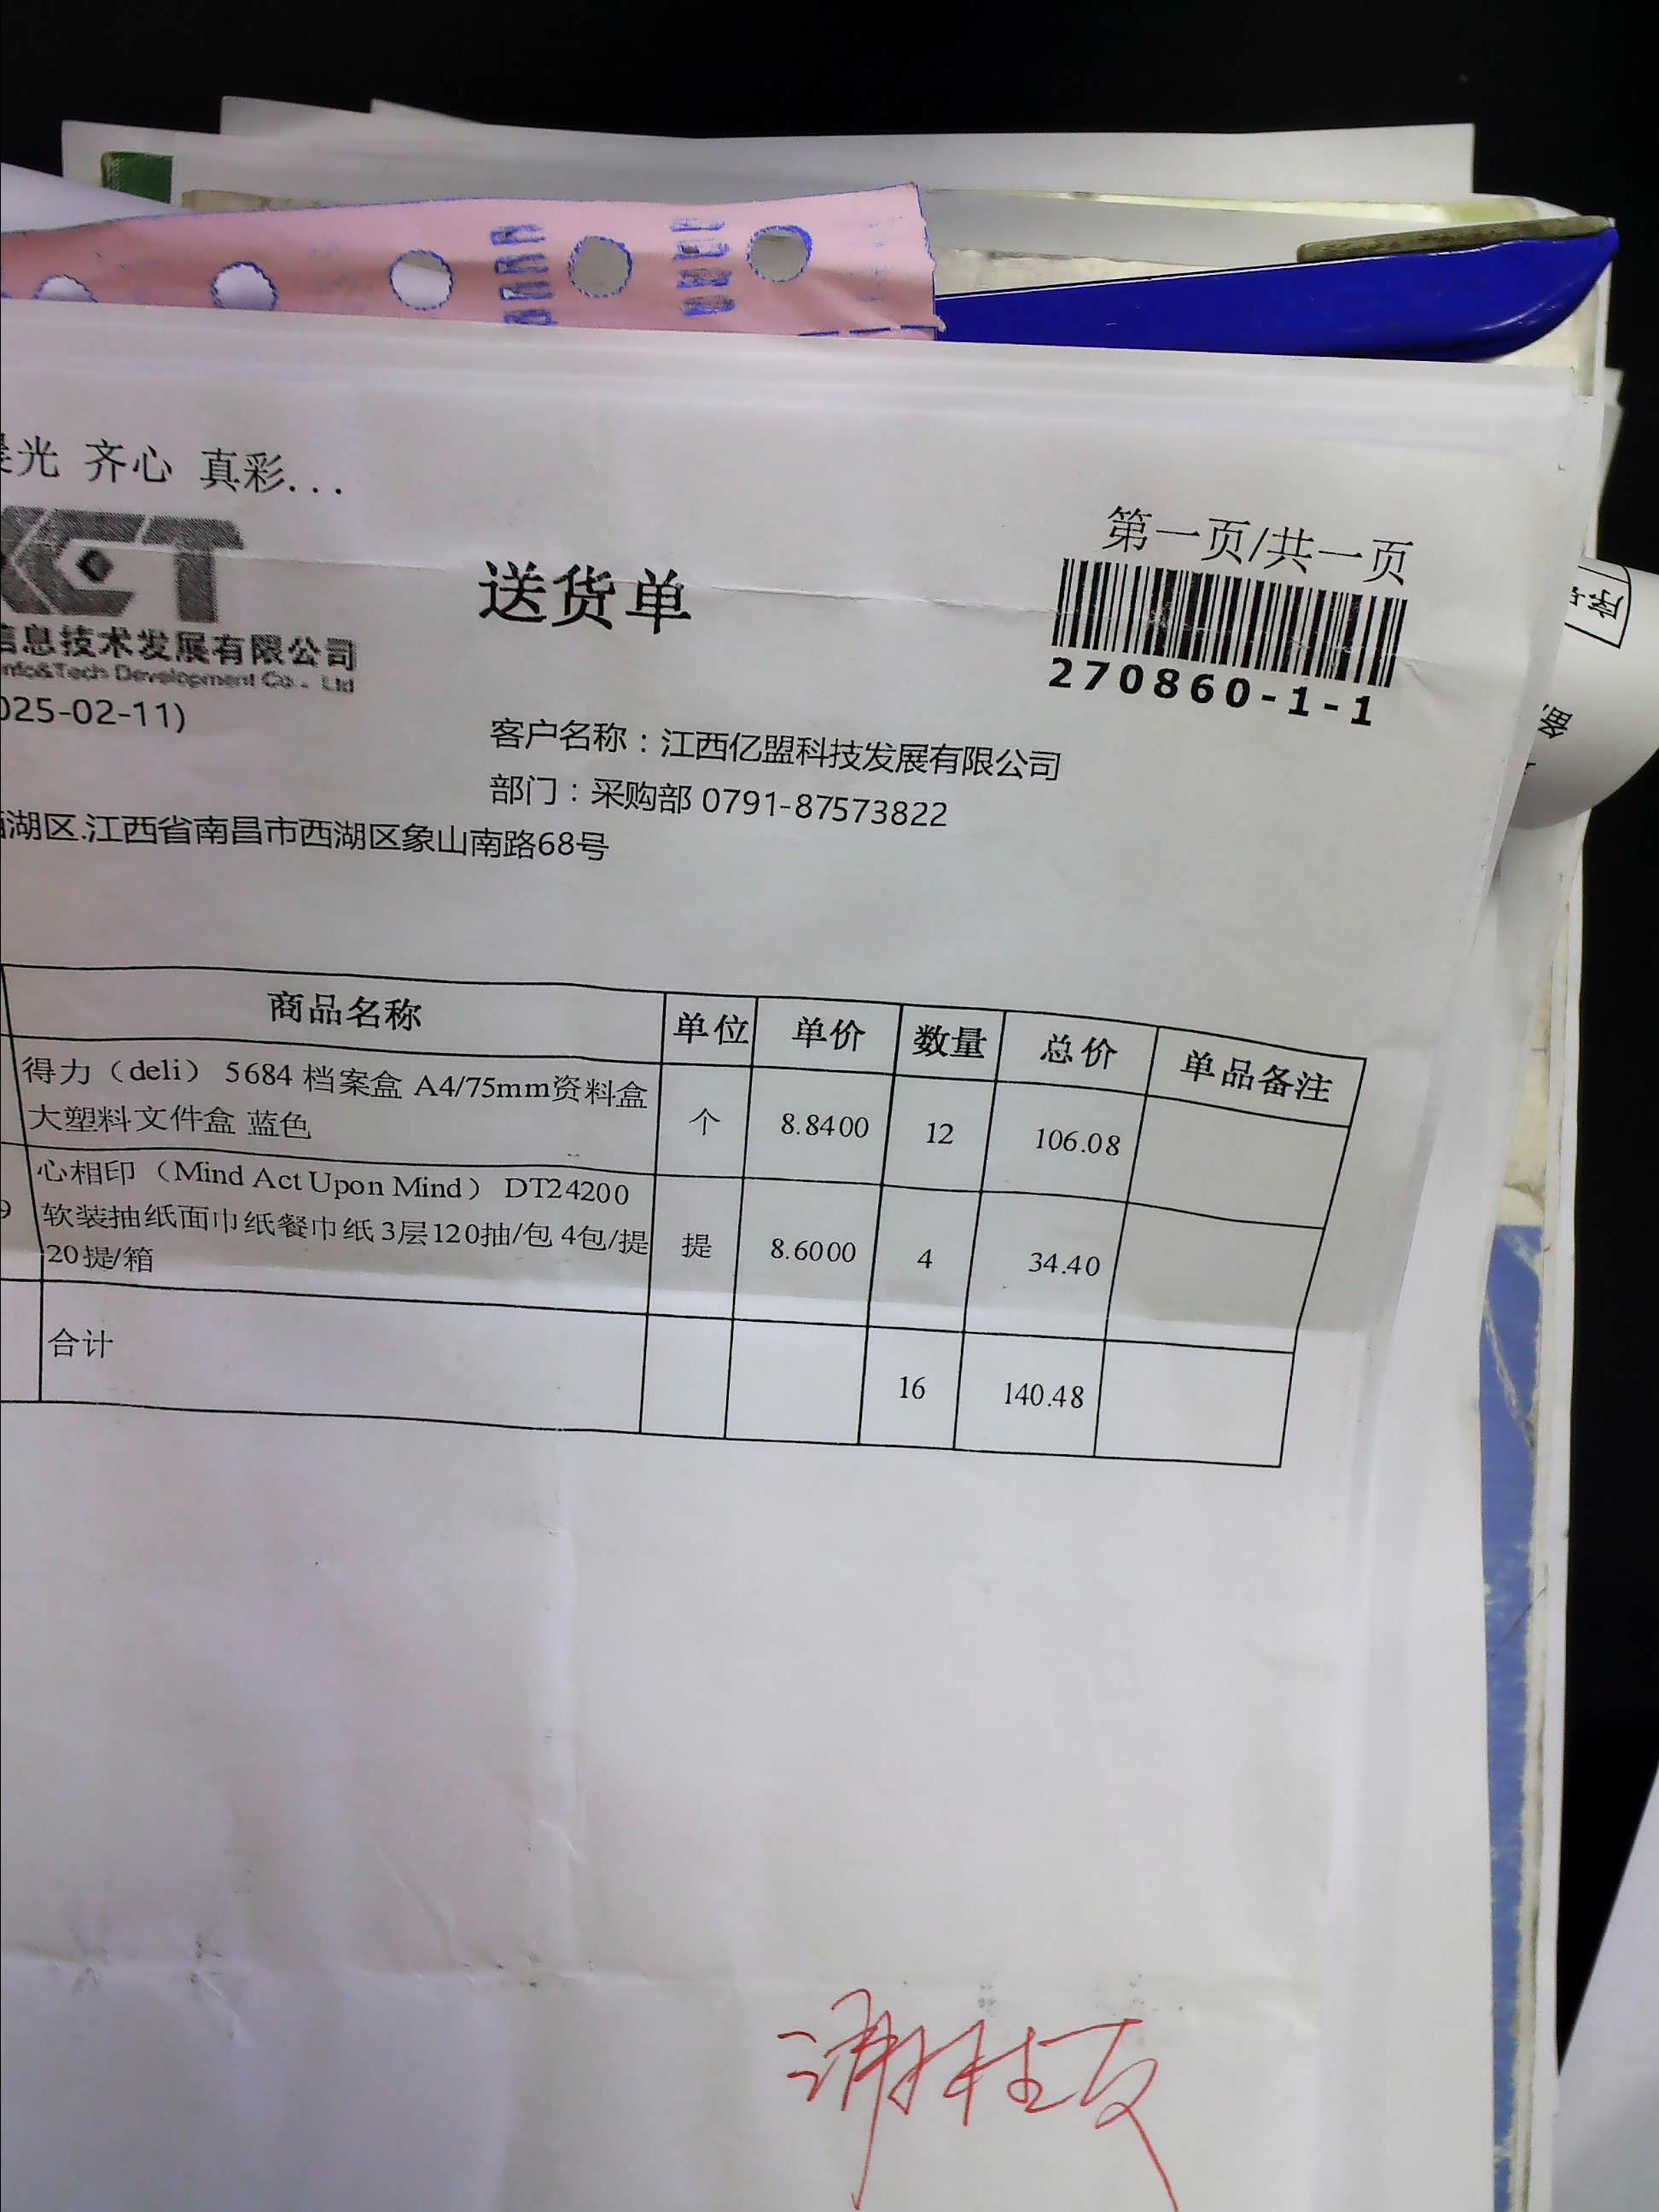 光 齐心 真彩...
第一页/共一页
送货单
270860-1-1
息技术发展有限公司
Info&Tech Development Co., Ltd
025-02-11)
客户名称：江西亿盟科技发展有限公司
部门：采购部 0791-87573822
湖区.江西省南昌市西湖区象山南路68号
商品名称 单位 单价 数量 总价 单品备注
得力（deli） 5684 档案盒 A4/75mm资料盒
大塑料文件盒 蓝色 个 8.8400 12 106.08
心相印（Mind Act Upon Mind） DT24200
9 软装抽纸面巾纸餐巾纸 3层120抽/包 4包/提 提 8.6000 4 34.40
20提/箱
合计 16 140.48